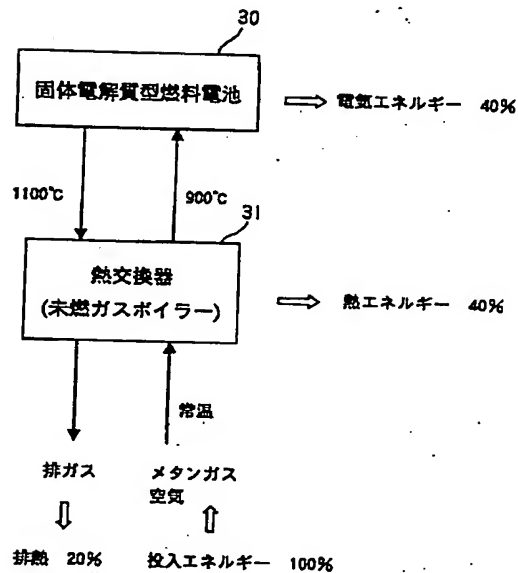 30
固体電解質型燃料電池
電気エネルギー 40%
1100℃
900℃
31
熱交換器
(未燃ガスボイラー)
熱エネルギー 40%
常温
排ガス
メタンガス
空気
排熱 20%
投入エネルギー 100%